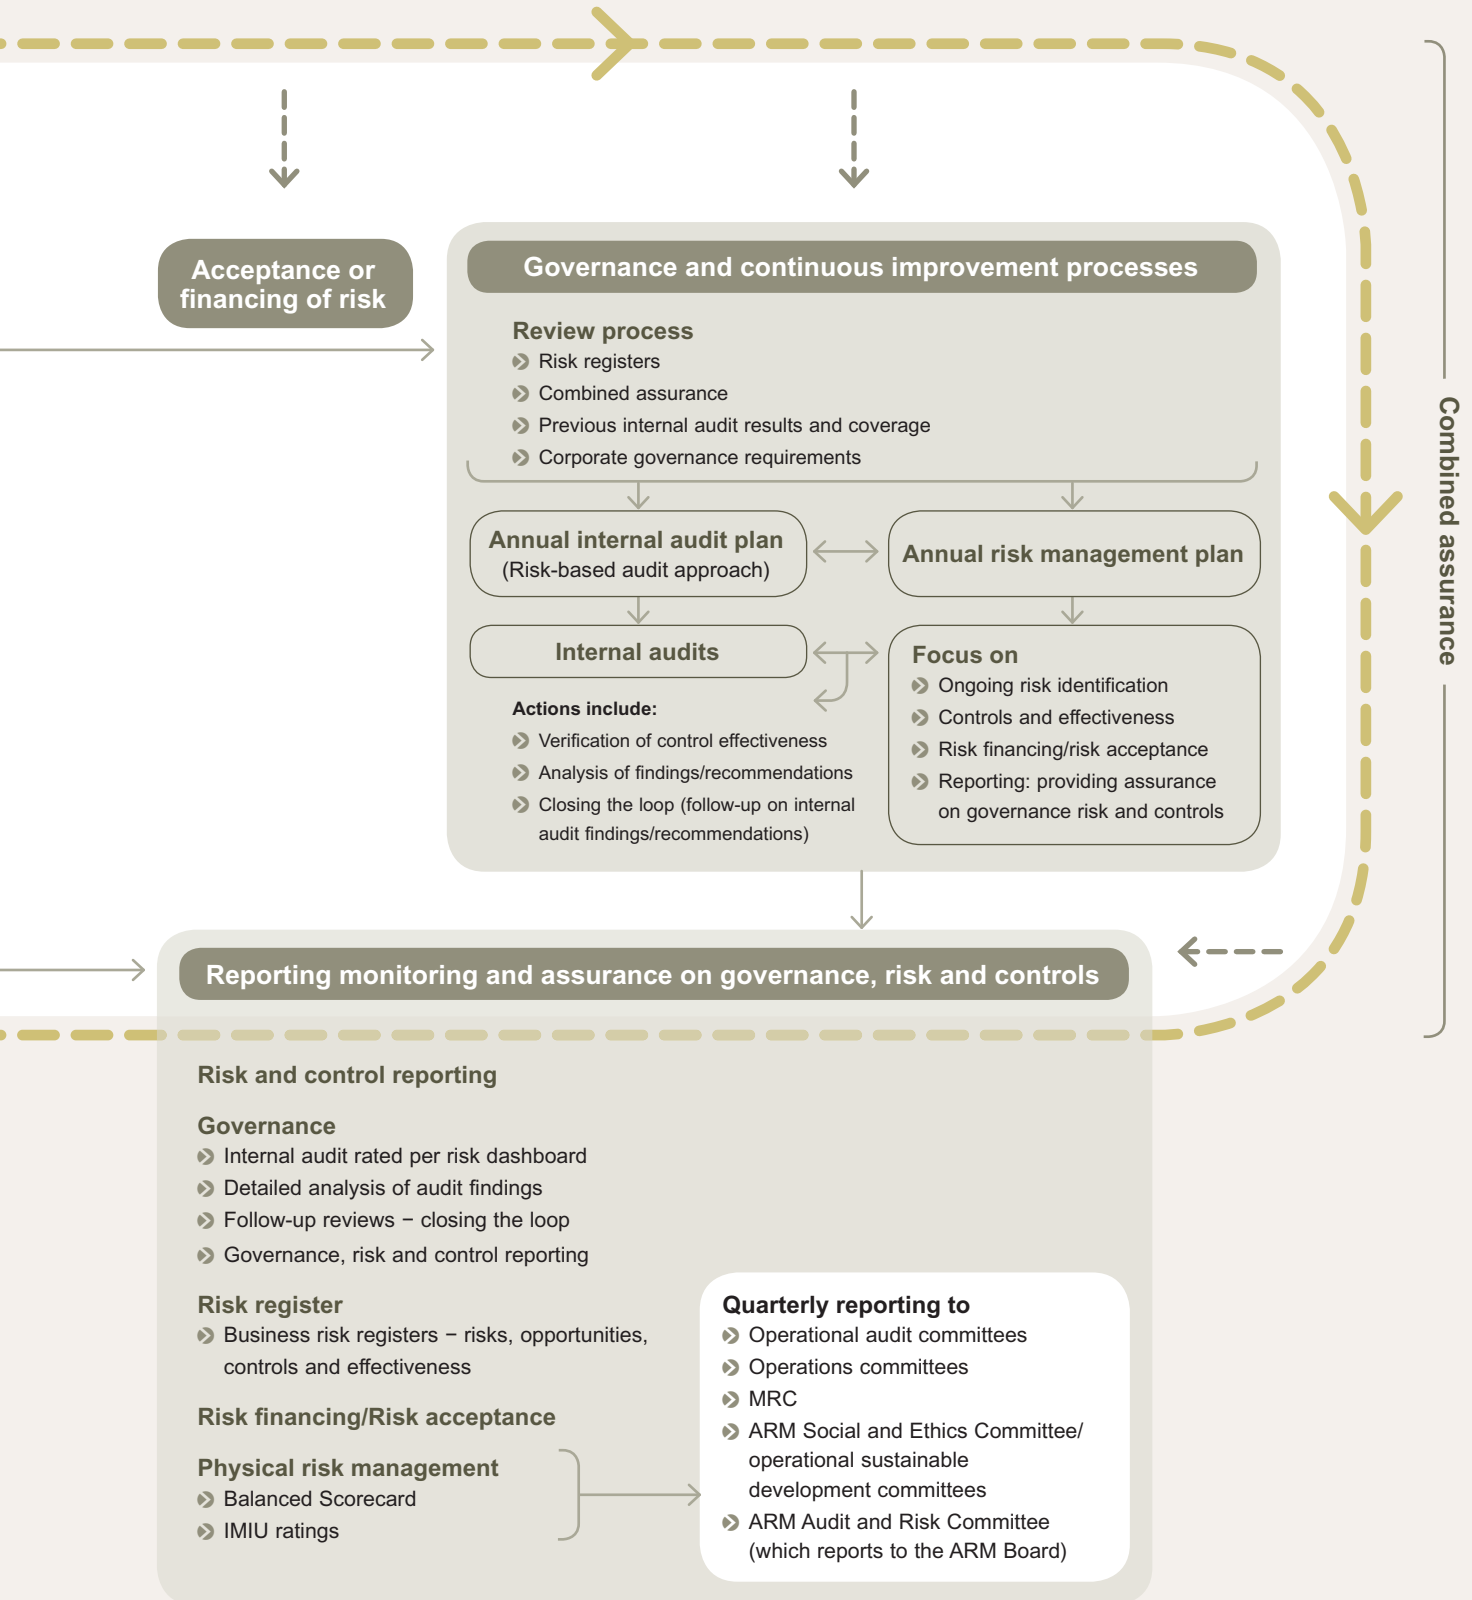 Acceptance or
financing of risk
Governance and continuous improvement processes
Review process
Risk registers
Combined assurance
Previous internal audit results and coverage
Corporate governance requirements
Annual internal audit plan
(Risk-based audit approach)
Annual risk management plan
Internal audits
Actions include:
Verification of control effectiveness
Analysis of findings/recommendations
Closing the loop (follow-up on internal
audit findings/recommendations)
Focus on
Ongoing risk identification
Controls and effectiveness
Risk financing/risk acceptance
Reporting: providing assurance
on governance risk and controls
Combined assurance
Reporting monitoring and assurance on governance, risk and controls
Risk and control reporting
Governance
Internal audit rated per risk dashboard
Detailed analysis of audit findings
Follow-up reviews − closing the loop
Governance, risk and control reporting
Risk register
Business risk registers − risks, opportunities,
controls and effectiveness
Risk financing/Risk acceptance
Physical risk management
Balanced Scorecard
IMIU ratings
Quarterly reporting to
Operational audit committees
Operations committees
MRC
ARM Social and Ethics Committee/
operational sustainable
development committees
ARM Audit and Risk Committee
(which reports to the ARM Board)